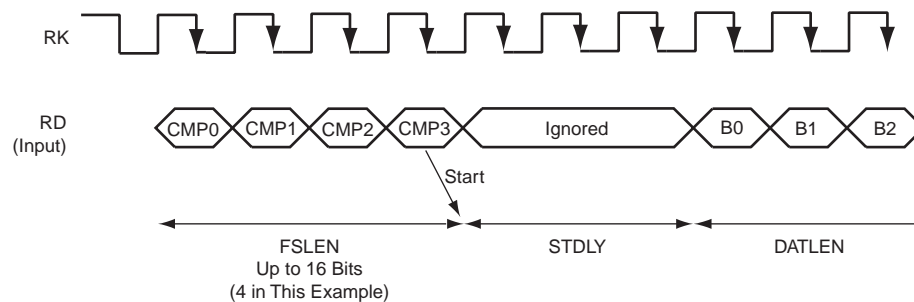 RK
RD
(Input)
CMP0 CMP1 CMP2 CMP3 Ignored B0 B1 B2
Start
FSLEN
Up to 16 Bits
(4 in This Example)
STDLY
DATLEN